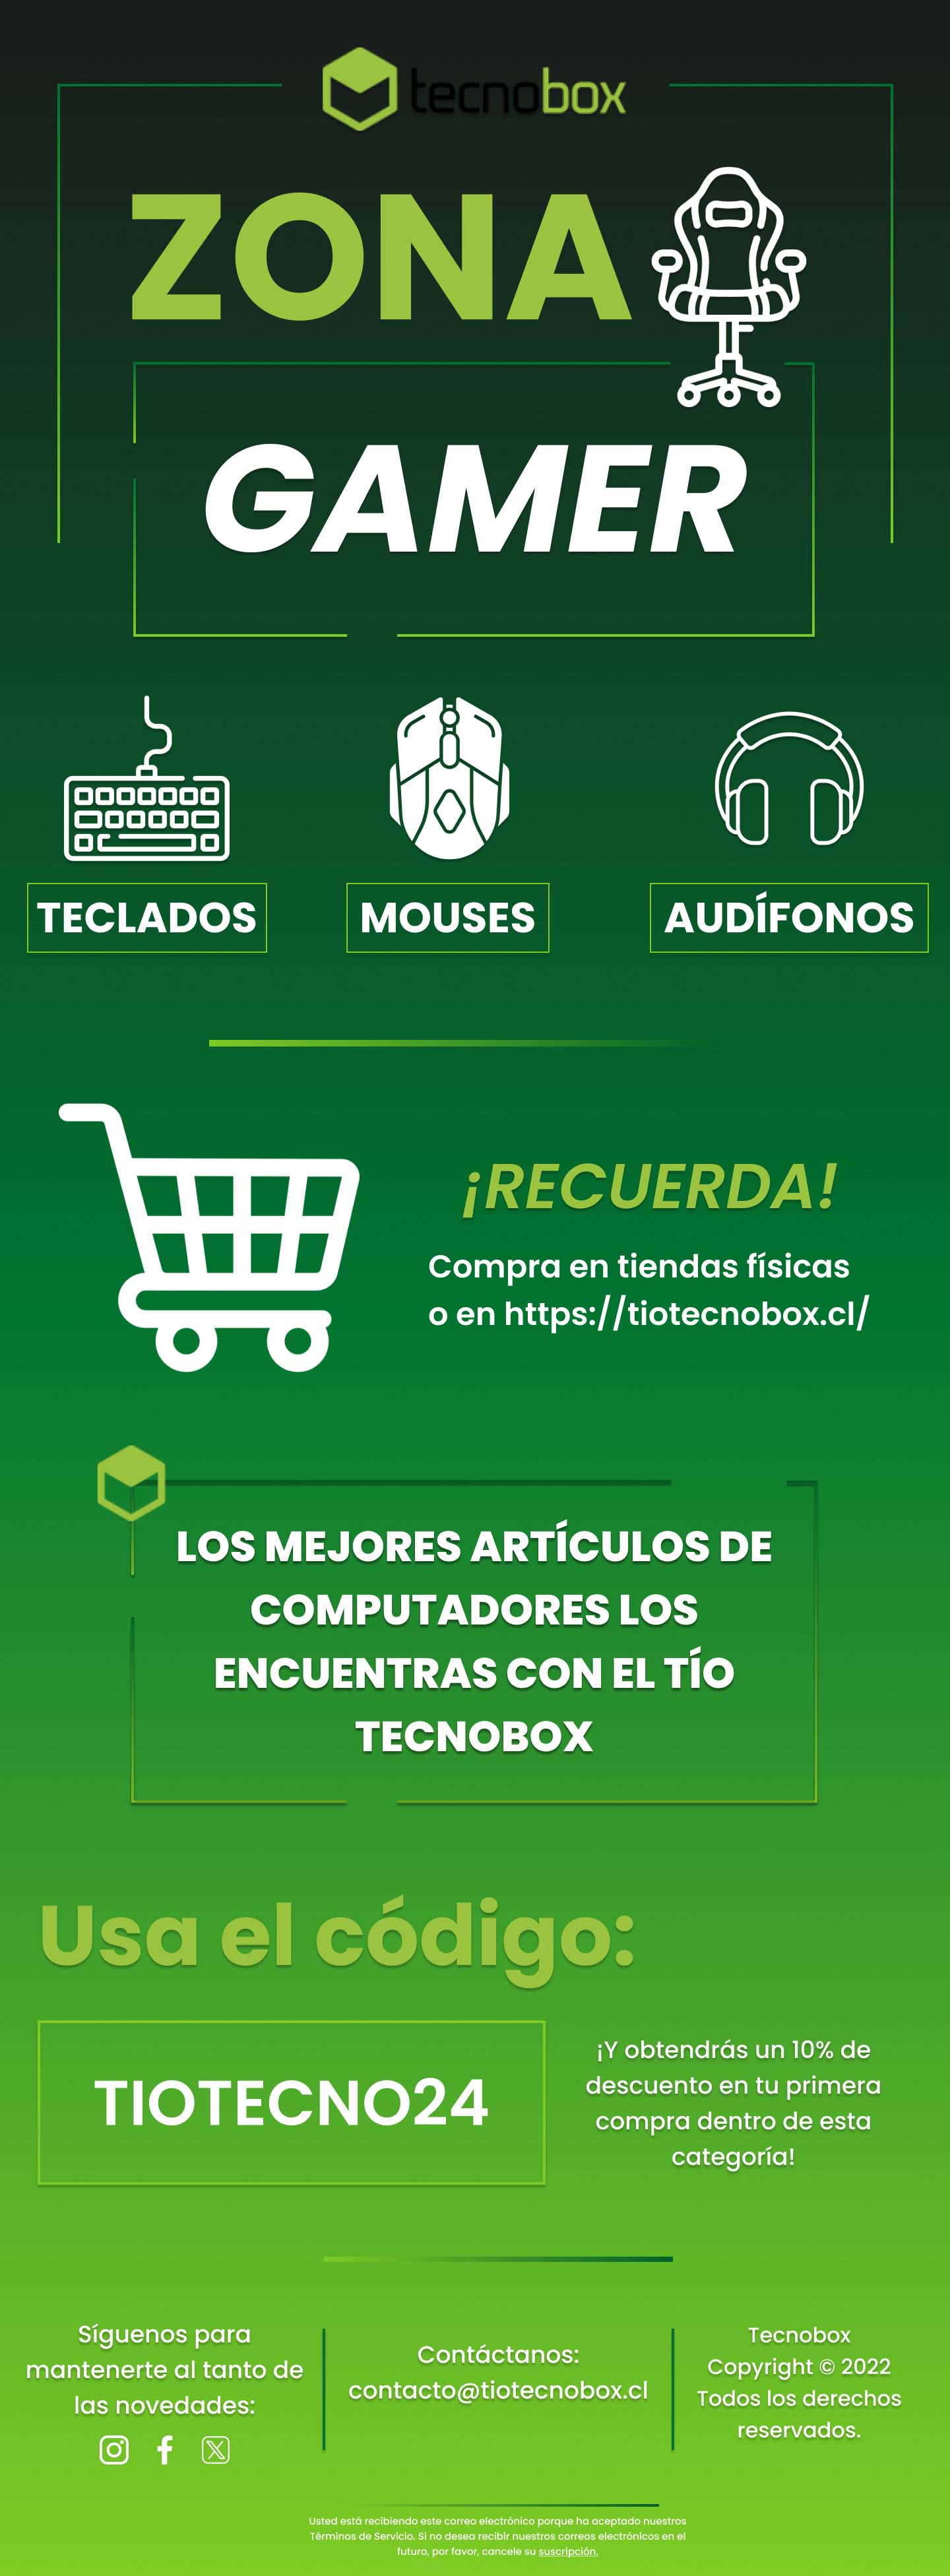 tecnobox
ZONA
GAMER
TECLADOS
MOUSES
AUDÍFONOS
¡RECUERDA!
Compra en tiendas físicas
o en https://tiotecnobox.cl/
LOS MEJORES ARTÍCULOS DE
COMPUTADORES LOS
ENCUENTRAS CON EL TÍO
TECNOBOX
Usa el código:
TIOTECNO24
¡Y obtendrás un 10% de
descuento en tu primera
compra dentro de esta
categoría!
Síguenos para
mantenerte al tanto de
las novedades:
Contáctanos:
contacto@tiotecnobox.cl
Tecnobox
Copyright © 2022
Todos los derechos
reservados.
Usted está recibiendo este correo electrónico porque ha aceptado nuestros
Términos de Servicio. Si no desea recibir nuestros correos electrónicos en el
futuro, por favor, cancele su suscripción.